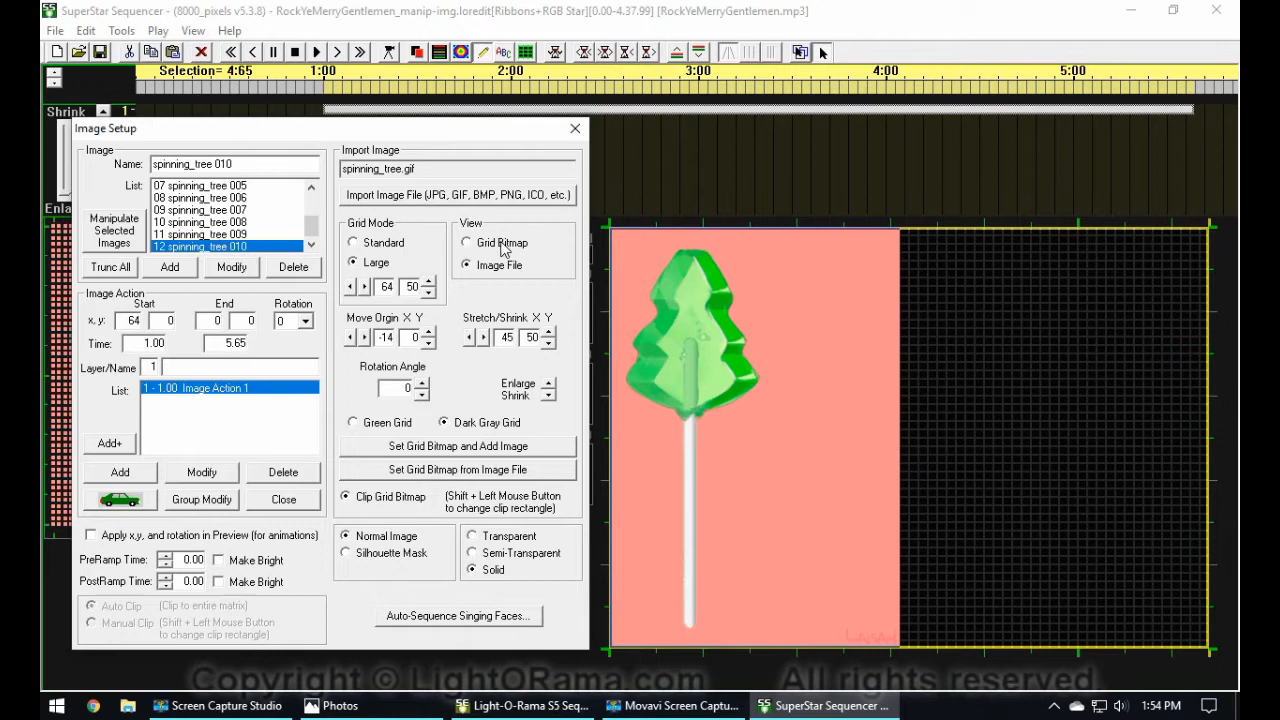 SuperStar Sequencer - (8000_pixels v5.3.8) - RockYeMerryGentlemen_manip-img.loredit[Ribbons+RGB Star][0.00-4.37.99] [RockYeMerryGentlemen.mp3]
File Edit Tools Play View Help
Selection= 4:65 1:00 2:00 3:00 4:00 5:00
Shrink 1
Image Setup
Image
Name: spinning_tree 010
List: 07 spinning_tree 005
08 spinning_tree 006
09 spinning_tree 007
10 spinning_tree 008
11 spinning_tree 009
12 spinning_tree 010
Manipulate
Selected
Images
Trunc All Add Modify Delete
Image Action
Start End Rotation
x, y: 64 0 0 0 0
Time: 1.00 5.65
Layer/Name 1
List: 1 - 1.00 Image Action 1
Add+
Add Modify Delete
Group Modify Close
Apply x,y, and rotation in Preview (for animations)
PreRamp Time: 0.00 Make Bright
PostRamp Time: 0.00 Make Bright
Auto Clip (Clip to entire matrix)
Manual Clip (Shift + Left Mouse Button
to change clip rectangle)
Import Image
spinning_tree.gif
Import Image File (JPG, GIF, BMP, PNG, ICO, etc.)
Grid Mode
Standard
Large
64 50
View
Grid Bitmap
Image File
Move Orgin X Y
-14 0
Stretch/Shrink X Y
45 50
Rotation Angle
0
Enlarge
Shrink
Green Grid Dark Gray Grid
Set Grid Bitmap and Add Image
Set Grid Bitmap from Image File
Clip Grid Bitmap (Shift + Left Mouse Button
to change clip rectangle)
Normal Image
Silhouette Mask
Transparent
Semi-Transparent
Solid
Auto-Sequence Singing Faces...
Copyright © LightORama.com All rights reserved
Screen Capture Studio Photos Light-O-Rama S5 Seq... Movavi Screen Captu... SuperStar Sequencer ... 1:54 PM